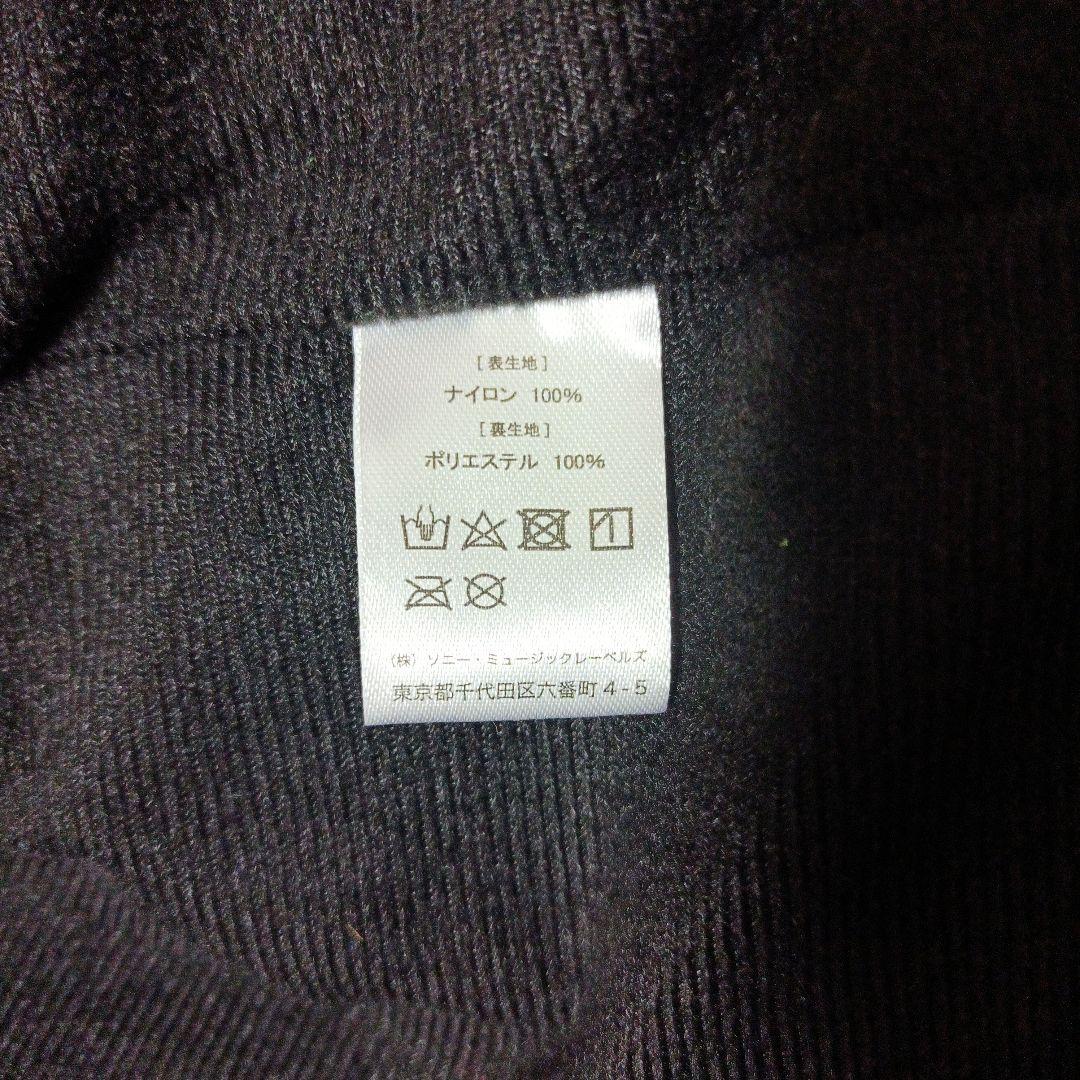 [表生地]
ナイロン 100%
[裏生地]
ポリエステル 100%
(株) ソニー・ミュージックレーベルズ
東京都千代田区六番町4-5